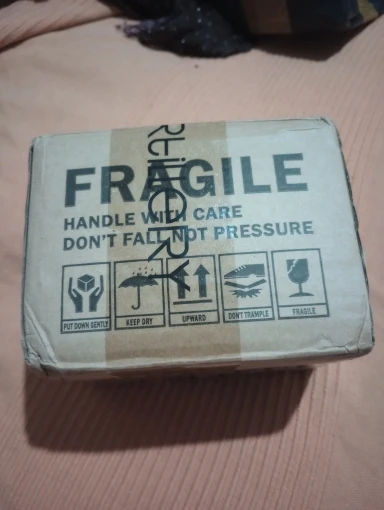 FRAGILE
HANDLE WITH CARE
DON'T FALL NOT PRESSURE
PUT DOWN GENTLY
KEEP DRY
UPWARD
DON'T TRAMPLE
FRAGILE